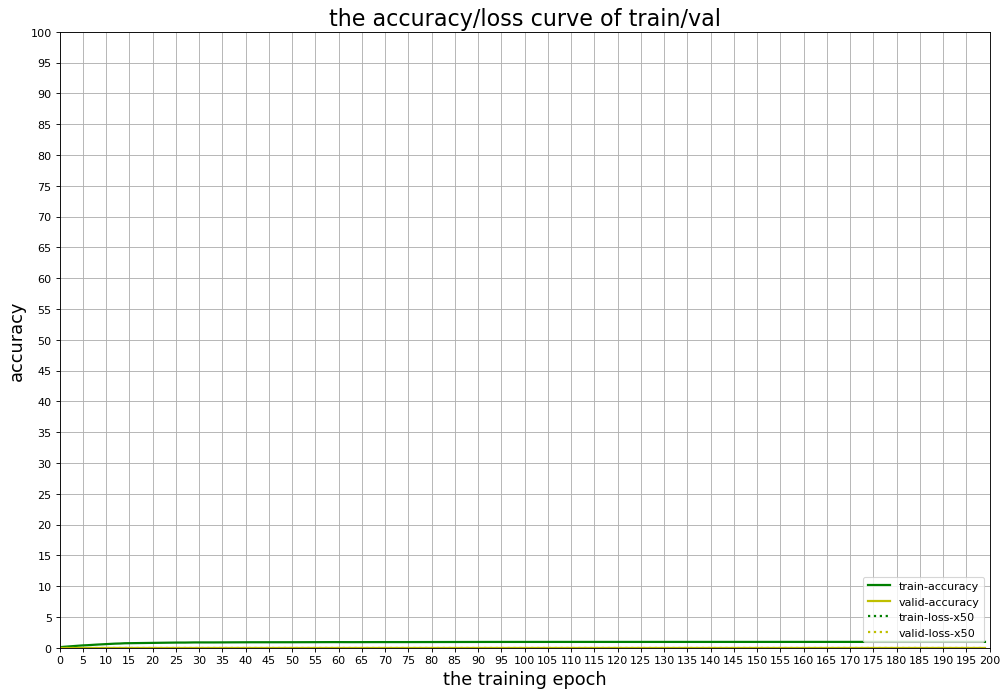 the accuracy/loss curve of train/val
100
95
90
85
80
75
70
65
60
55
50
45
40
35
30
25
20
15
10
5
0
accuracy
train-accuracy
valid-accuracy
train-loss-x50
valid-loss-x50
0 5 10 15 20 25 30 35 40 45 50 55 60 65 70 75 80 85 90 95 100 105 110 115 120 125 130 135 140 145 150 155 160 165 170 175 180 185 190 195 200
the training epoch